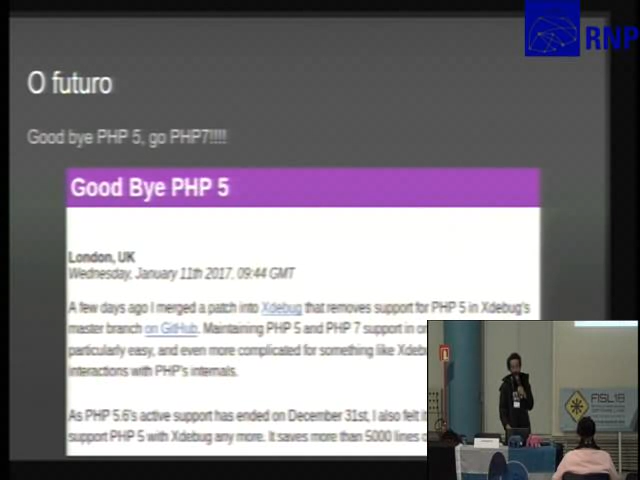 RNP
O futuro
Good bye PHP 5, go PHP7!!!!
Good Bye PHP 5
London, UK
Wednesday, January 11th 2017, 09:44 GMT
A few days ago I merged a patch into Xdebug that removes support for PHP 5 in Xdebug's
master branch on GitHub. Maintaining PHP 5 and PHP 7 support in
particularly easy, and even more complicated for something like
interactions with PHP's internals.
As PHP 5.6's active support has ended on December 31st, I also felt
support PHP 5 with Xdebug any more. It saves more than 5000 lines
FISL18